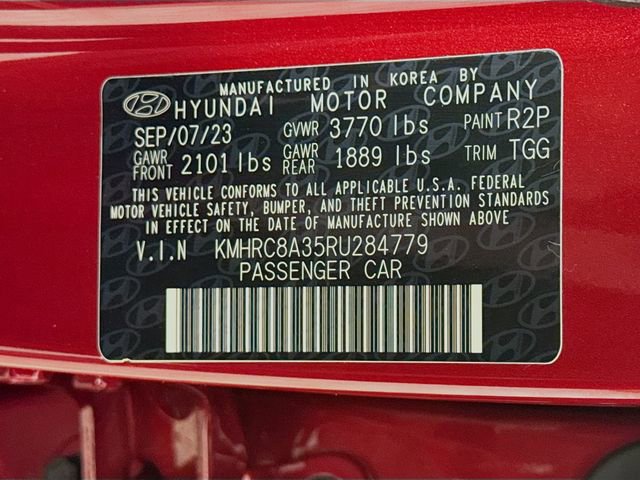 MANUFACTURED IN KOREA BY
HYUNDAI MOTOR COMPANY
SEP/07/23 GVWR 3770 lbs PAINT R2P
GAWR FRONT 2101 lbs GAWR REAR 1889 lbs TRIM TGG
THIS VEHICLE CONFORMS TO ALL APPLICABLE U.S.A. FEDERAL
MOTOR VEHICLE SAFETY, BUMPER, AND THEFT PREVENTION STANDARDS
IN EFFECT ON THE DATE OF MANUFACTURE SHOWN ABOVE
V.I.N KMHRC8A35RU284779
PASSENGER CAR